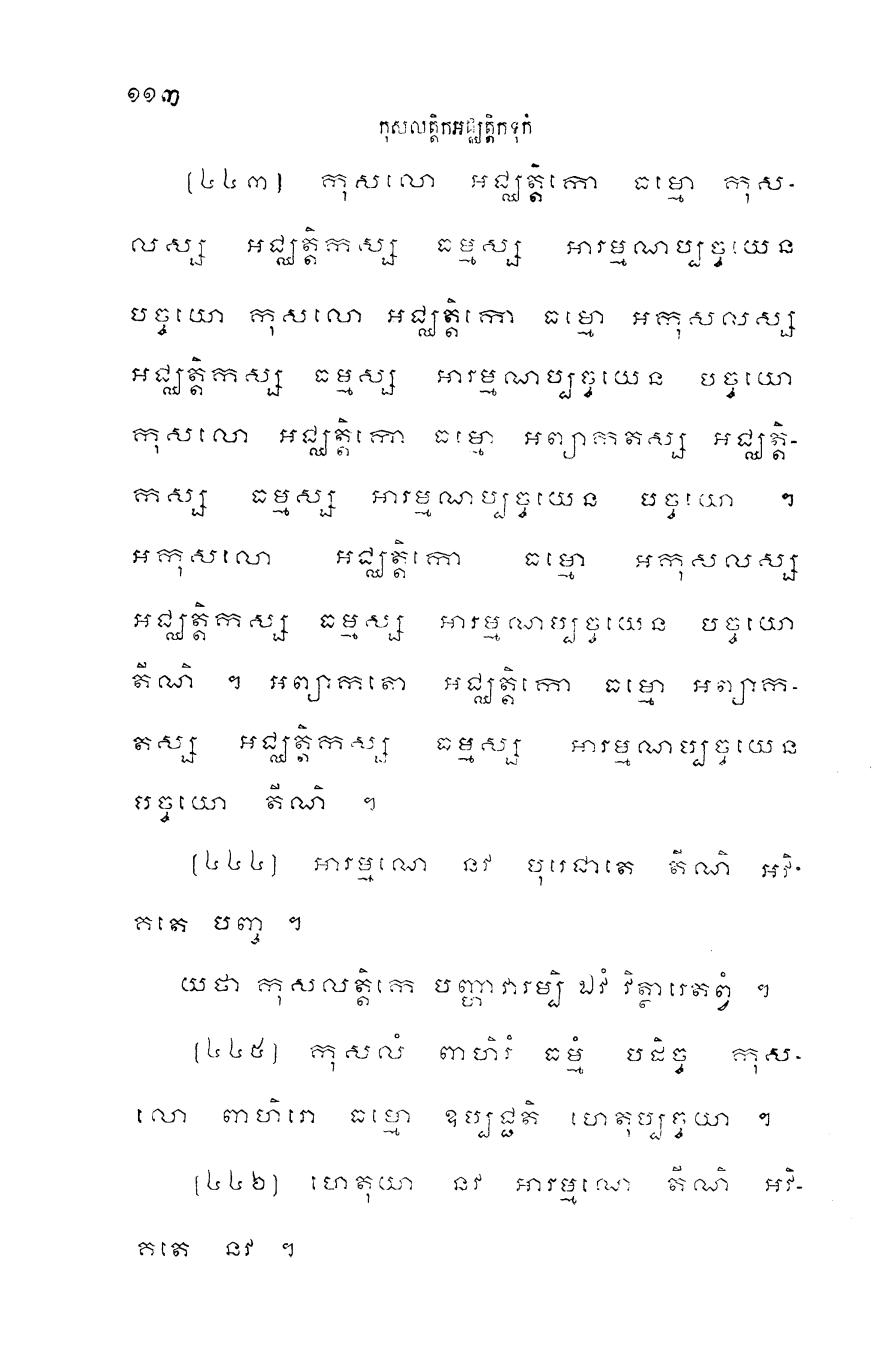 ១១៣
កុសលត្តិកអជ្ឈត្តិកទុកំ
[៤៤៣] កុសលោ អជ្ឈត្តិកោ ធម្មោ កុស-
លស្ស អជ្ឈត្តិកស្ស ធម្មស្ស អារម្មណប្បច្ចយេន
បច្ចយោ កុសលោ អជ្ឈត្តិកោ ធម្មោ អកុសលស្ស
អជ្ឈត្តិកស្ស ធម្មស្ស អារម្មណប្បច្ចយេន បច្ចយោ
កុសលោ អជ្ឈត្តិកោ ធម្មោ អព្យាកតស្ស អជ្ឈត្តិ-
កស្ស ធម្មស្ស អារម្មណប្បច្ចយេន បច្ចយោ ។
អកុសលោ អជ្ឈត្តិកោ ធម្មោ អកុសលស្ស
អជ្ឈត្តិកស្ស ធម្មស្ស អារម្មណប្បច្ចយេន បច្ចយោ
តីណិ ។ អព្យាកតោ អជ្ឈត្តិកោ ធម្មោ អព្យាក-
តស្ស អជ្ឈត្តិកស្ស ធម្មស្ស អារម្មណប្បច្ចយេន
បច្ចយោ តីណិ ។
[៤៤៤] អារម្មណេ នវ បុរេជាតេ តីណិ អវិ-
គតេ បញ្ច ។
យថា កុសលត្តិកេ បញ្ហាវារម្បិ ឯវំ វិត្ថារេតព្វំ ។
[៤៤៥] កុសលំ ពាហិរំ ធម្មំ បដិច្ច កុស-
លោ ពាហិរោ ធម្មោ ឧប្បជ្ជតិ ហេតុប្បច្ចយា ។
[៤៤៦] ហេតុយា នវ អារម្មណេ តីណិ អវិ-
គតេ នវ ។